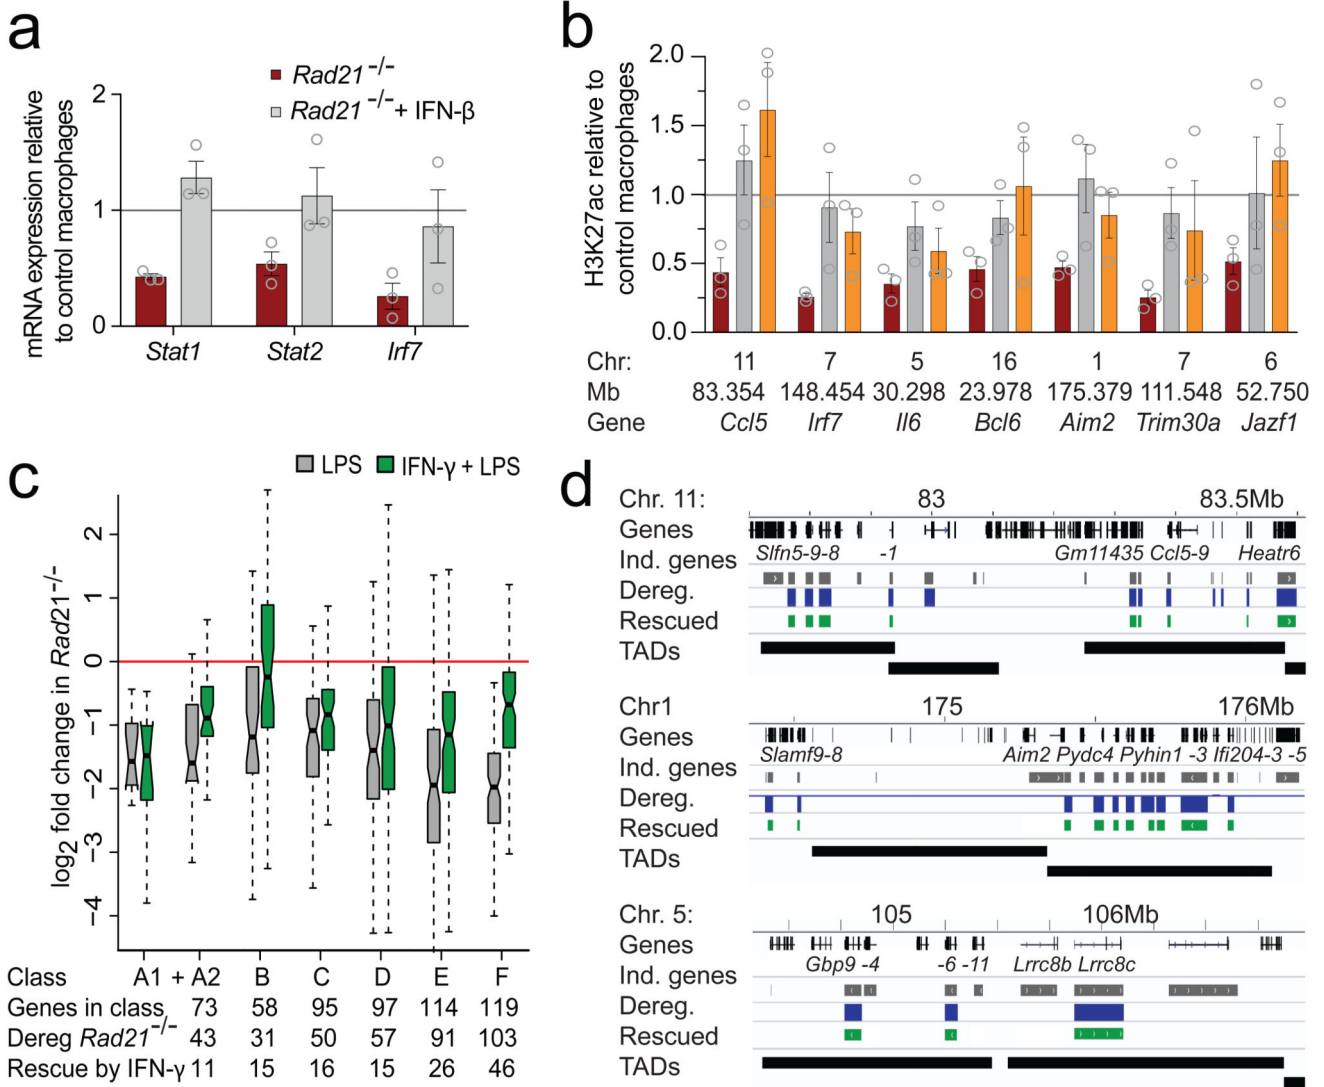 a
mRNA expression relative
to control macrophages
Rad21-/-
Rad21-/- + IFN-β
2
1
0
Stat1 Stat2 Irf7
b
H3K27ac relative to
control macrophages
2.0
1.5
1.0
0.5
0.0
Chr: 11 7 5 16 1 7 6
Mb 83.354 148.454 30.298 23.978 175.379 111.548 52.750
Gene Ccl5 Irf7 Il6 Bcl6 Aim2 Trim30a Jazf1
c
LPS IFN-γ + LPS
log2 fold change in Rad21-/-
2
1
0
-1
-2
-3
-4
Class A1 + A2 B C D E F
Genes in class 73 58 95 97 114 119
Dereg Rad21-/- 43 31 50 57 91 103
Rescue by IFN-γ 11 15 16 15 26 46
d
Chr. 11: 83 83.5Mb
Genes
Slfn5-9-8 -1 Gm11435 Ccl5-9 Heatr6
Ind. genes
Dereg.
Rescued
TADs
Chr1 175 176Mb
Genes
Slamf9-8 Aim2 Pydc4 Pyhin1 -3 Ifi204-3 -5
Ind. genes
Dereg.
Rescued
TADs
Chr. 5: 105 106Mb
Genes
Gbp9 -4 -6 -11 Lrrc8b Lrrc8c
Ind. genes
Dereg.
Rescued
TADs